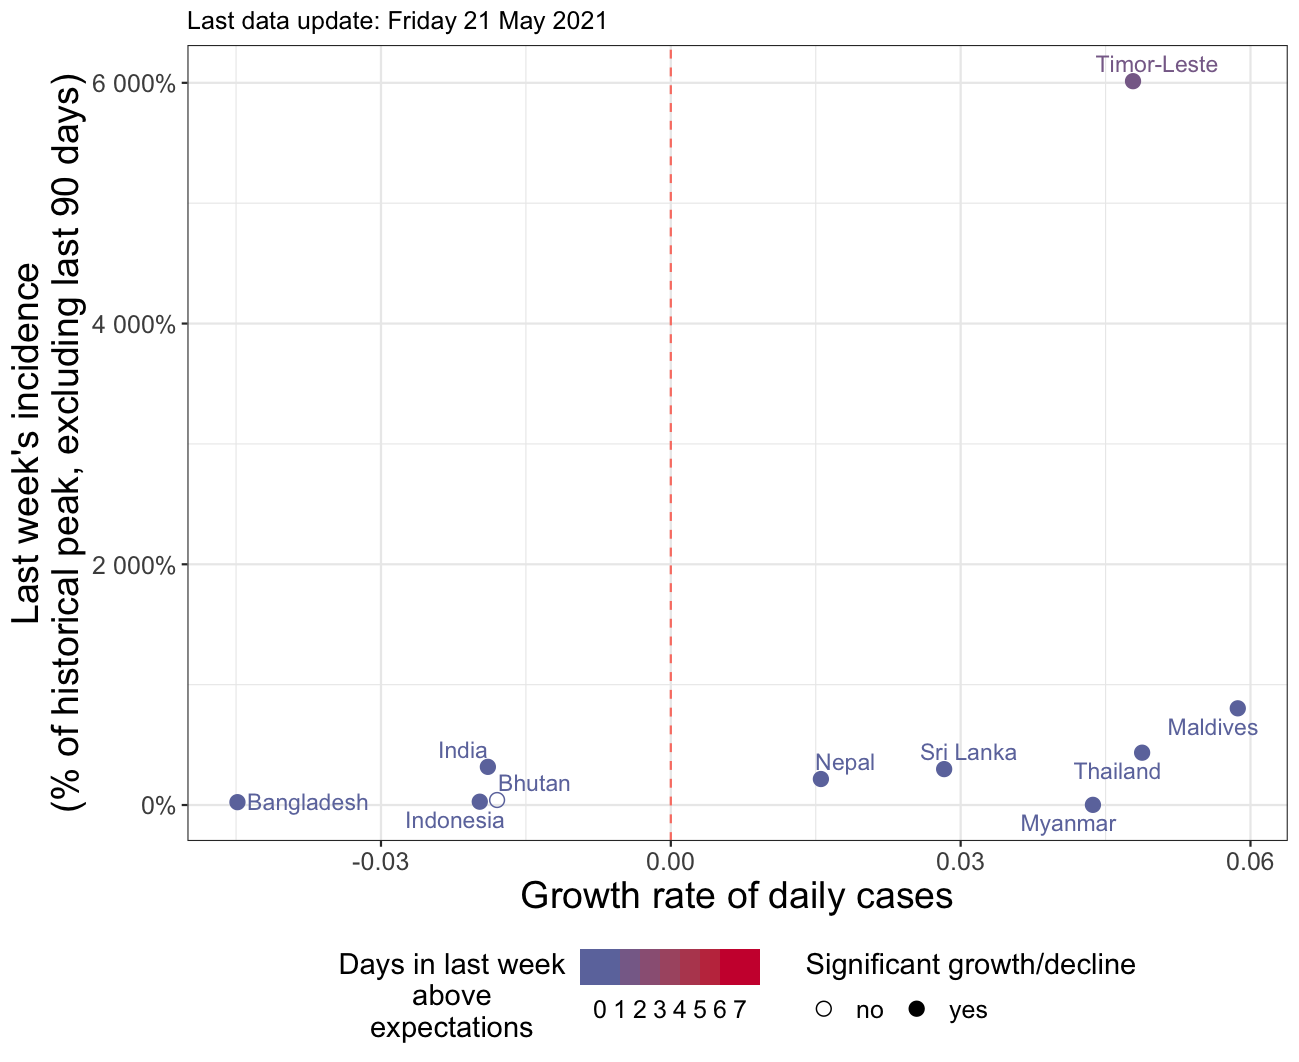 Last data update: Friday 21 May 2021
Last week's incidence
(% of historical peak, excluding last 90 days)
6 000%
4 000%
2 000%
0%
Timor-Leste
Maldives
Thailand
Sri Lanka
Nepal
Myanmar
India
Bhutan
Bangladesh
Indonesia
-0.03
0.00
0.03
0.06
Growth rate of daily cases
Days in last week
above
expectations
0 1 2 3 4 5 6 7
Significant growth/decline
no
yes